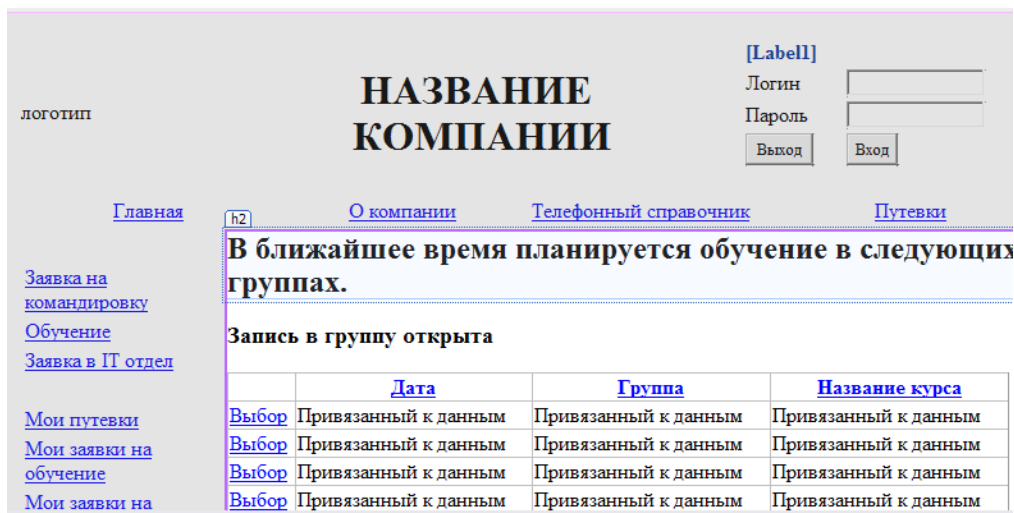 [Label1]
Логин
НАЗВАНИЕ
логотип
Пароль
КОМПАНИИ
Выход Вход
Главная О компании Телефонный справочник Путевки
h2
В ближайшее время планируется обучение в следующих
группах.
Заявка на
командировку
Обучение
Заявка в IT отдел
Запись в группу открыта
Дата Группа Название курса
Мои путевки
Выбор Привязанный к данным Привязанный к данным Привязанный к данным
Мои заявки на
обучение
Выбор Привязанный к данным Привязанный к данным Привязанный к данным
Выбор Привязанный к данным Привязанный к данным Привязанный к данным
Мои заявки на
Выбор Привязанный к данным Привязанный к данным Привязанный к данным